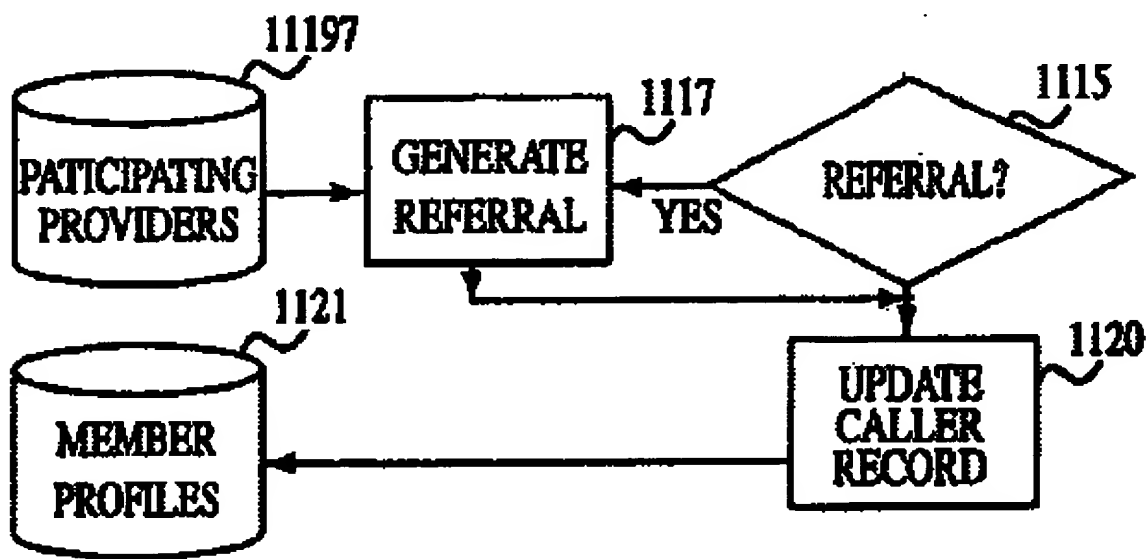 11197
PATICIPATING
PROVIDERS
1117
GENERATE
REFERRAL
1115
REFERRAL?
YES
1121
MEMBER
PROFILES
1120
UPDATE
CALLER
RECORD